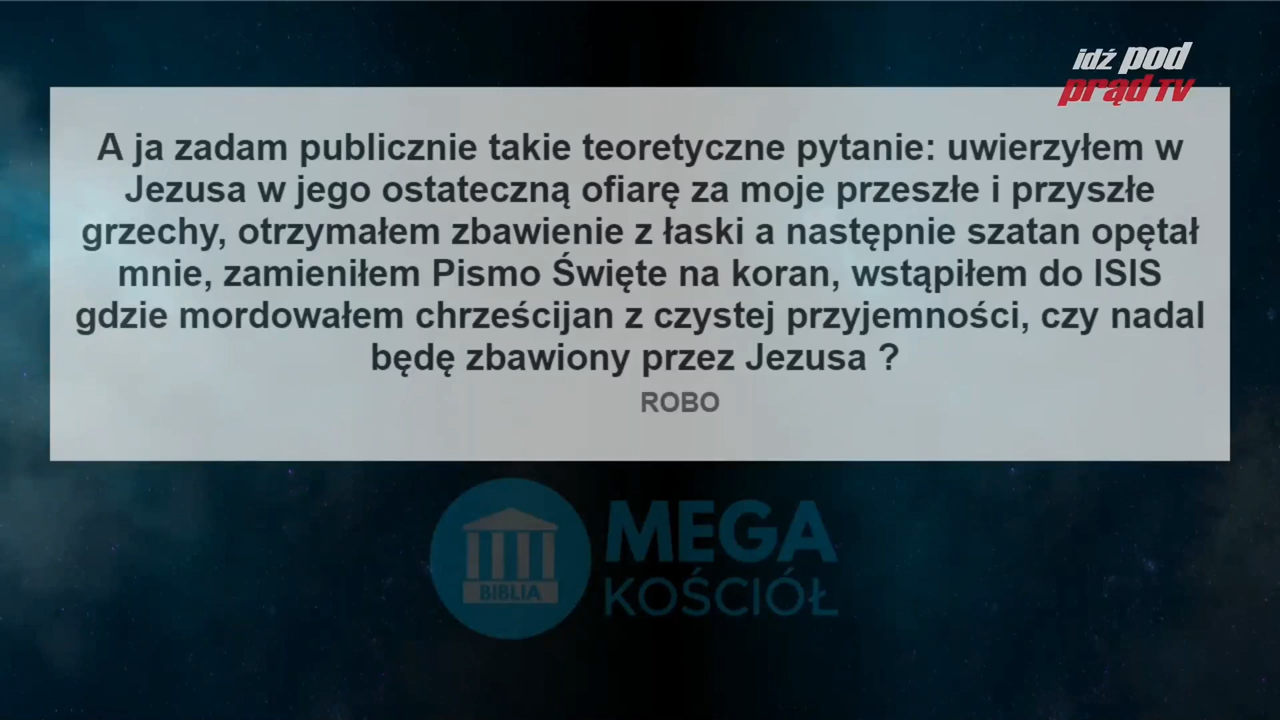 idź pod
prąd TV
A ja zadam publicznie takie teoretyczne pytanie: uwierzyłem w
Jezusa w jego ostateczną ofiarę za moje przeszłe i przyszłe
grzechy, otrzymałem zbawienie z łaski a następnie szatan opętał
mnie, zamieniłem Pismo Święte na koran, wstąpiłem do ISIS
gdzie mordowałem chrześcijan z czystej przyjemności, czy nadal
będę zbawiony przez Jezusa ?
ROBO
BIBLIA
MEGA
KOŚCIÓŁ